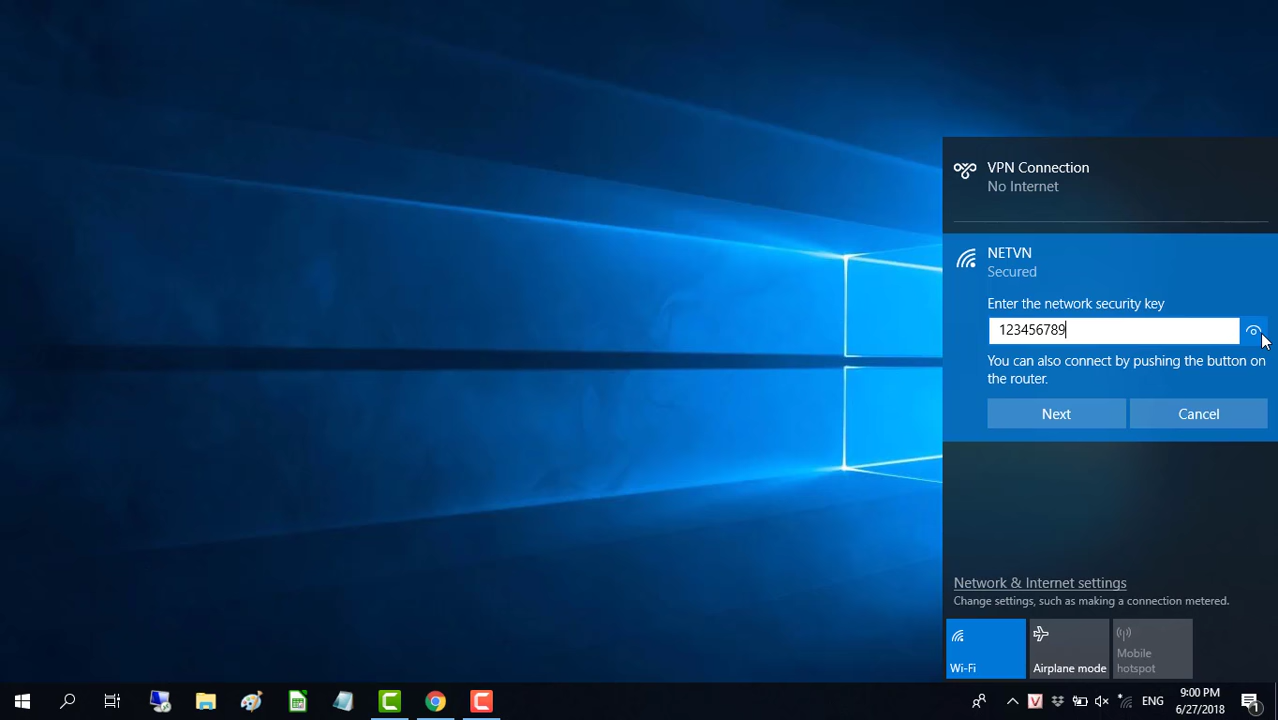 VPN Connection
No Internet
NETVN
Secured
Enter the network security key
123456789
You can also connect by pushing the button on
the router.
Next
Cancel
Network & Internet settings
Change settings, such as making a connection metered.
Wi-Fi
Airplane mode
Mobile
hotspot
V
ENG
9:00 PM
6/27/2018
1